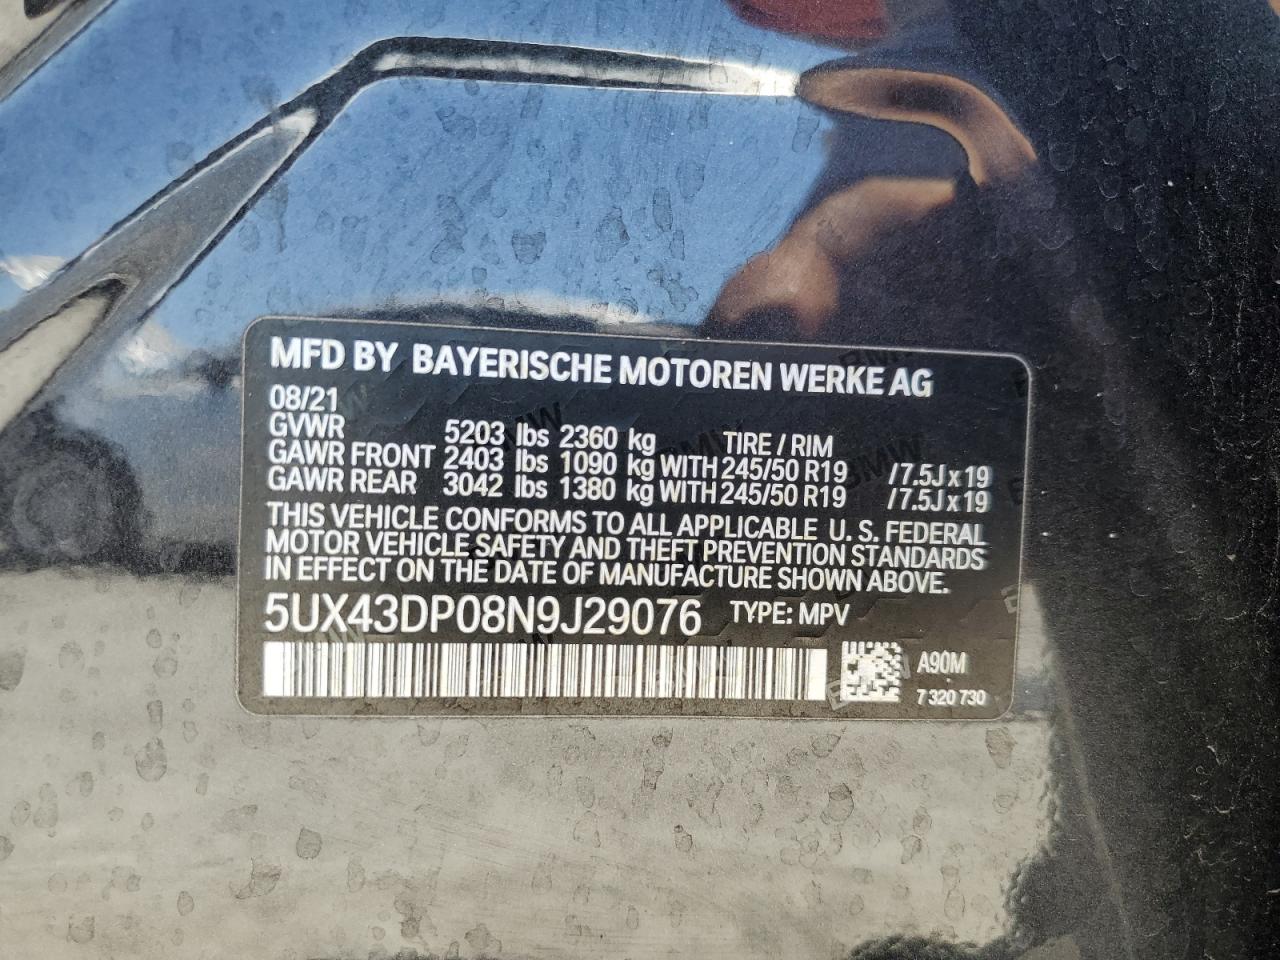 MFD BY BAYERISCHE MOTOREN WERKE AG
08/21
GVWR 5203 lbs 2360 kg TIRE / RIM
GAWR FRONT 2403 lbs 1090 kg WITH 245/50 R19 /7.5J x 19
GAWR REAR 3042 lbs 1380 kg WITH 245/50 R19 /7.5J x 19
THIS VEHICLE CONFORMS TO ALL APPLICABLE U. S. FEDERAL
MOTOR VEHICLE SAFETY AND THEFT PREVENTION STANDARDS
IN EFFECT ON THE DATE OF MANUFACTURE SHOWN ABOVE.
5UX43DP08N9J29076 TYPE: MPV
A90M
7 320 730